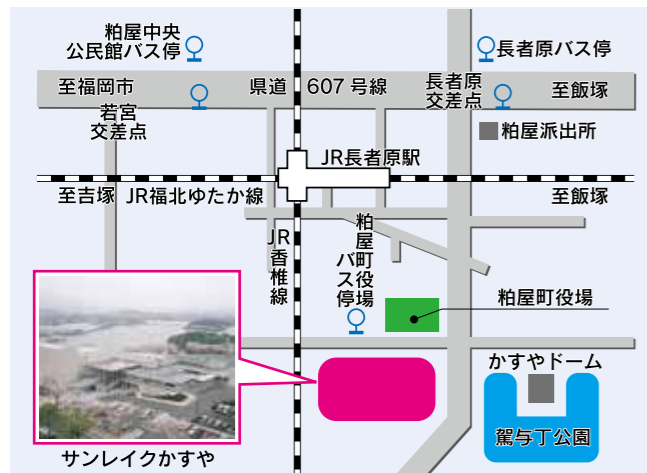 粕屋中央
公民館バス停
長者原バス停
至福岡市
県道
607号線
長者原
交差点
至飯塚
若宮
交差点
粕屋派出所
JR長者原駅
至吉塚
JR福北ゆたか線
至飯塚
JR香椎線
粕屋町役場
バス停
粕屋町役場
かすやドーム
駕与丁公園
サンレイクかすや